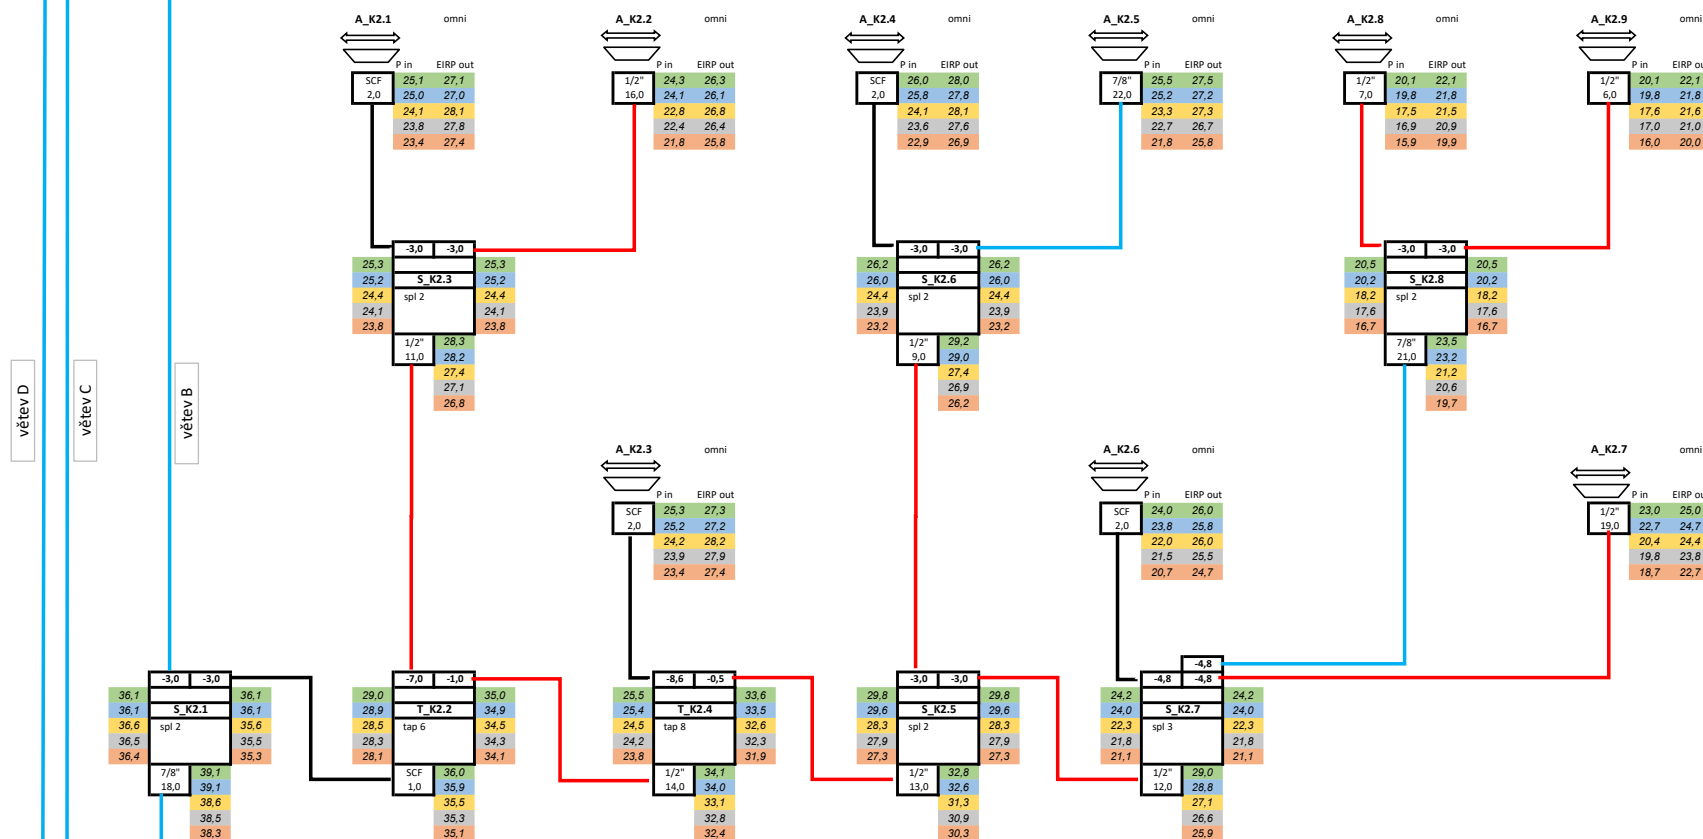 A_K2.1 omni A_K2.2 omni A_K2.4 omni A_K2.5 omni A_K2.8 omni A_K2.9 omni
P in EIRP out P in EIRP out P in EIRP out P in EIRP out P in EIRP out P in EIRP ou
SCF 25,1 27,1 1/2" 24,3 26,3 SCF 26,0 28,0 7/8" 25,5 27,5 1/2" 20,1 22,1 1/2" 20,1 22,1
2,0 25,0 27,0 16,0 24,1 26,1 2,0 25,8 27,8 22,0 25,2 27,2 7,0 19,8 21,8 6,0 19,8 21,8
24,1 28,1 22,8 26,8 24,1 28,1 23,3 27,3 17,5 21,5 17,6 21,6
23,8 27,8 22,4 26,4 23,6 27,6 22,7 26,7 16,9 20,9 17,0 21,0
23,4 27,4 21,8 25,8 22,9 26,9 21,8 25,8 15,9 19,9 16,0 20,0
-3,0 -3,0 -3,0 -3,0 -3,0 -3,0
25,3 25,3 26,2 26,2 20,5 20,5
25,2 S_K2.3 25,2 26,0 S_K2.6 26,0 20,2 S_K2.8 20,2
24,4 spl 2 24,4 24,4 spl 2 24,4 18,2 spl 2 18,2
24,1 24,1 23,9 23,9 17,6 17,6
23,8 23,8 23,2 23,2 16,7 16,7
1/2" 28,3 1/2" 29,2 7/8" 23,5
11,0 28,2 9,0 29,0 21,0 23,2
27,4 27,4 21,2
27,1 26,9 20,6
26,8 26,2 19,7
větev D
větev C
větev B
A_K2.3 omni A_K2.6 omni A_K2.7 omni
P in EIRP out P in EIRP out P in EIRP ou
SCF 25,3 27,3 SCF 24,0 26,0 1/2" 23,0 25,0
2,0 25,2 27,2 2,0 23,8 25,8 19,0 22,7 24,7
24,2 28,2 22,0 26,0 20,4 24,4
23,9 27,9 21,5 25,5 19,8 23,8
23,4 27,4 20,7 24,7 18,7 22,7
-4,8
-3,0 -3,0 -7,0 -1,0 -8,6 -0,5 -3,0 -3,0 -4,8 -4,8
36,1 36,1 29,0 35,0 25,5 33,6 29,8 29,8 24,2 24,2
36,1 S_K2.1 36,1 28,9 T_K2.2 34,9 25,4 T_K2.4 33,5 29,6 S_K2.5 29,6 24,0 S_K2.7 24,0
36,6 spl 2 35,6 28,5 tap 6 34,5 24,5 tap 8 32,6 28,3 spl 2 28,3 22,3 spl 3 22,3
36,5 35,5 28,3 34,3 24,2 32,3 27,9 27,9 21,8 21,8
36,4 35,3 28,1 34,1 23,8 31,9 27,3 27,3 21,1 21,1
7/8" 39,1 SCF 36,0 1/2" 34,1 1/2" 32,8 1/2" 29,0
18,0 39,1 1,0 35,9 14,0 34,0 13,0 32,6 12,0 28,8
38,6 35,5 33,1 31,3 27,1
38,5 35,3 32,8 30,9 26,6
38,3 35,1 32,4 30,3 25,9